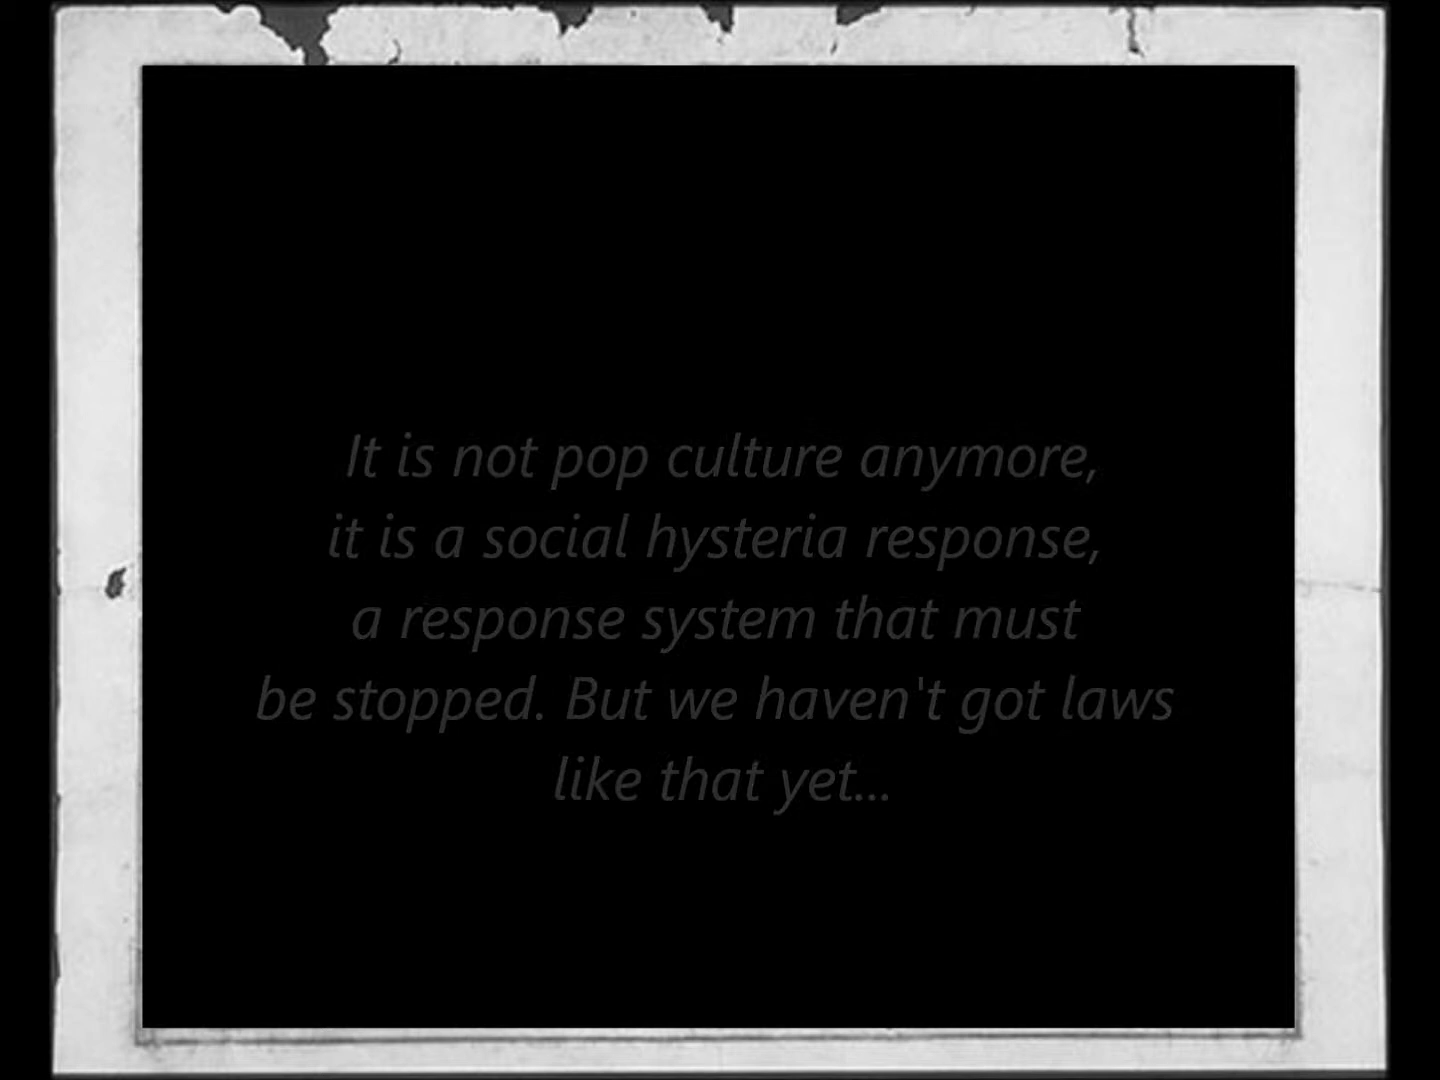 It is not pop culture anymore,
it is a social hysteria response,
a response system that must
be stopped. But we haven't got laws
like that yet...